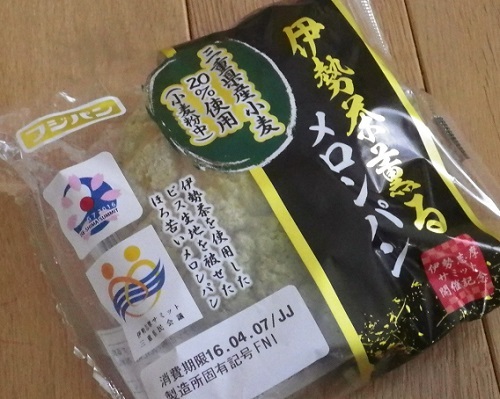 伊勢茶薫る
メロンパン
三重県産小麦
20%使用
(小麦粉中)
フジパン
伊勢茶を使用した
ビス生地を被せた
ほろ苦いメロンパン
伊勢志摩
サミット
開催記念
伊勢志摩サミット
県民会議
消費期限16.04.07/JJ
製造所固有記号FN1